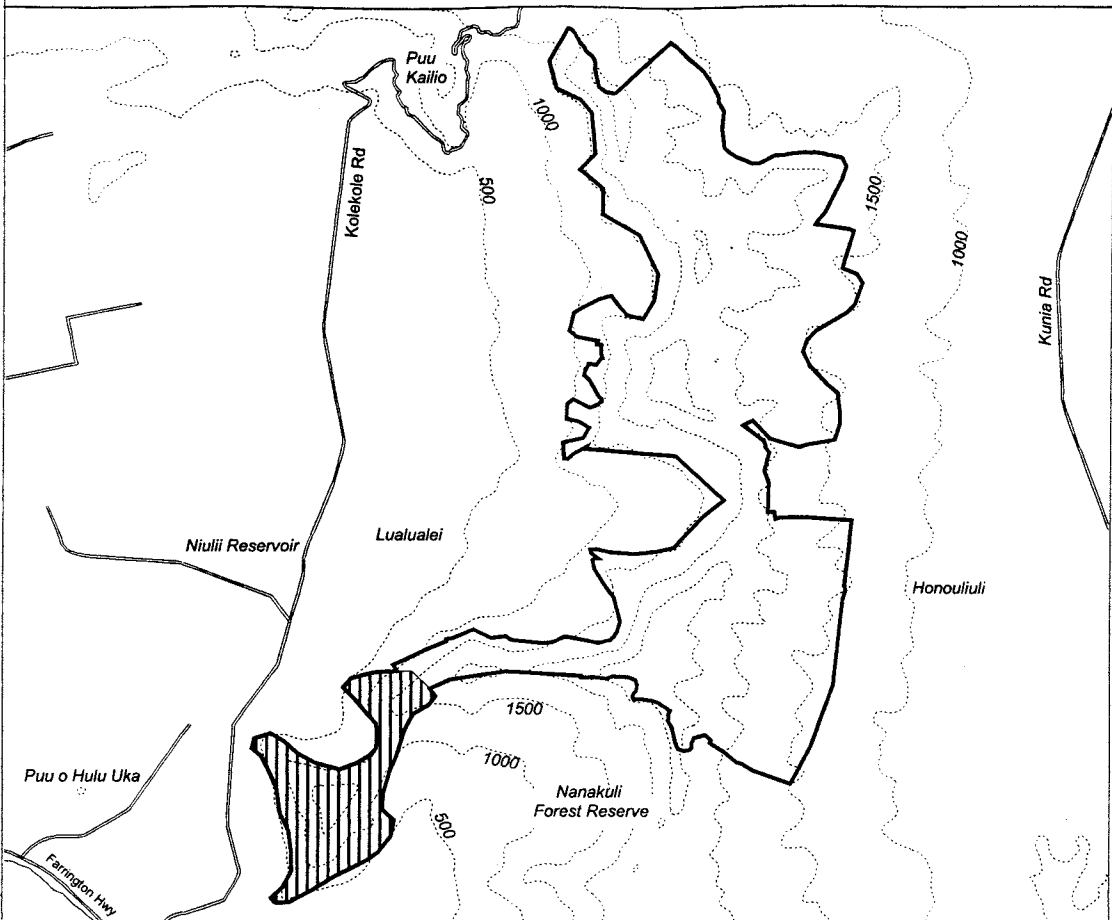 Puu
Kailio
1000
Kolekole Rd
500
1500
1000
Kunia Rd
Niulii Reservoir
Lualualei
Honouliuli
1500
1000
Puu o Hulu Uka
Nanakuli
Forest Reserve
500
Farrington Hwy